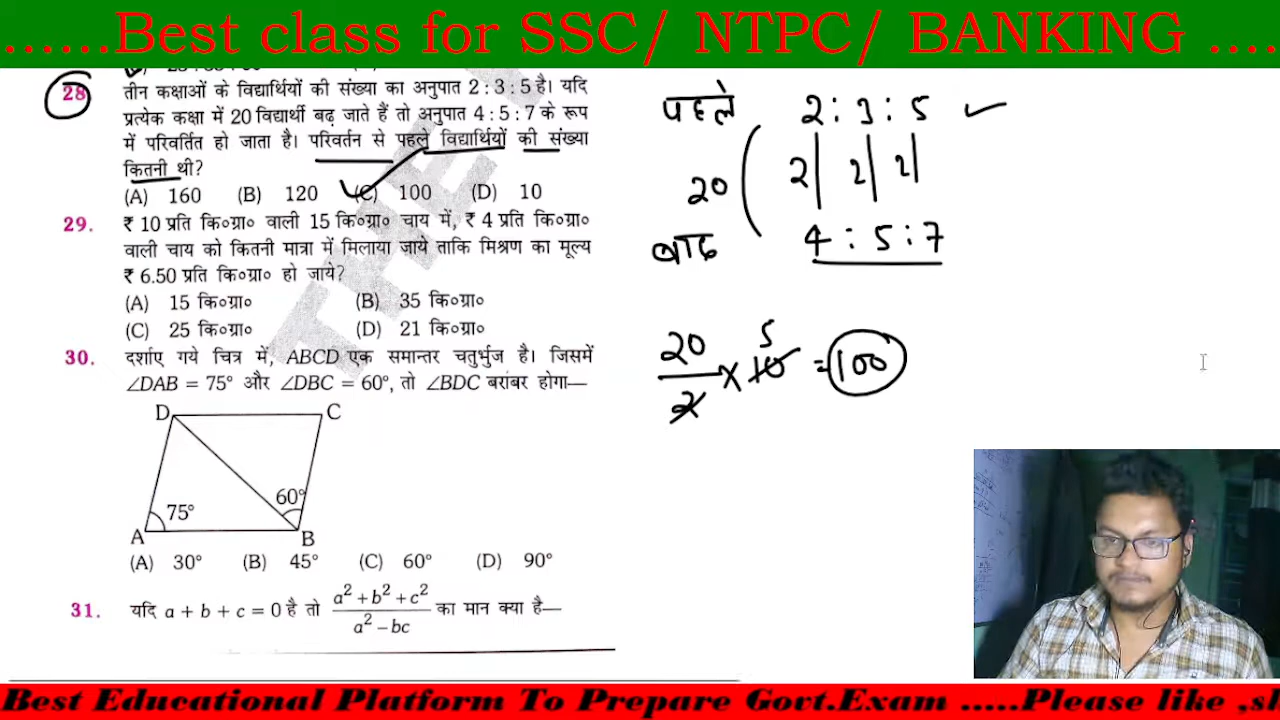 ......Best class for SSC/ NTPC/ BANKING ....
28 तीन कक्षाओं के विद्यार्थियों की संख्या का अनुपात 2 : 3 : 5 है। यदि
प्रत्येक कक्षा में 20 विद्यार्थी बढ़ जाते हैं तो अनुपात 4 : 5 : 7 के रूप
में परिवर्तित हो जाता है। परिवर्तन से पहले विद्यार्थियों की संख्या
कितनी थी?
(A) 160 (B) 120 (C) 100 (D) 10
29. ₹ 10 प्रति कि०ग्रा० वाली 15 कि०ग्रा० चाय में, ₹ 4 प्रति कि०ग्रा०
वाली चाय को कितनी मात्रा में मिलाया जाये ताकि मिश्रण का मूल्य
₹ 6.50 प्रति कि०ग्रा० हो जाये?
(A) 15 कि०ग्रा० (B) 35 कि०ग्रा०
(C) 25 कि०ग्रा० (D) 21 कि०ग्रा०
30. दर्शाए गये चित्र में, ABCD एक समान्तर चतुर्भुज है। जिसमें
∠DAB = 75° और ∠DBC = 60°, तो ∠BDC बरांबर होगा—
D C
60°
75°
A B
(A) 30° (B) 45° (C) 60° (D) 90°
31. यदि a + b + c = 0 है तो (a² + b² + c²)/(a² – bc) का मान क्या है—
पहले 2 : 3 : 5 ✓
20 ( 2 | 2 | 2 |
बाद 4 : 5 : 7
5
20/2 × 10 = 100
Best Educational Platform To Prepare Govt.Exam .....Please like ,sh